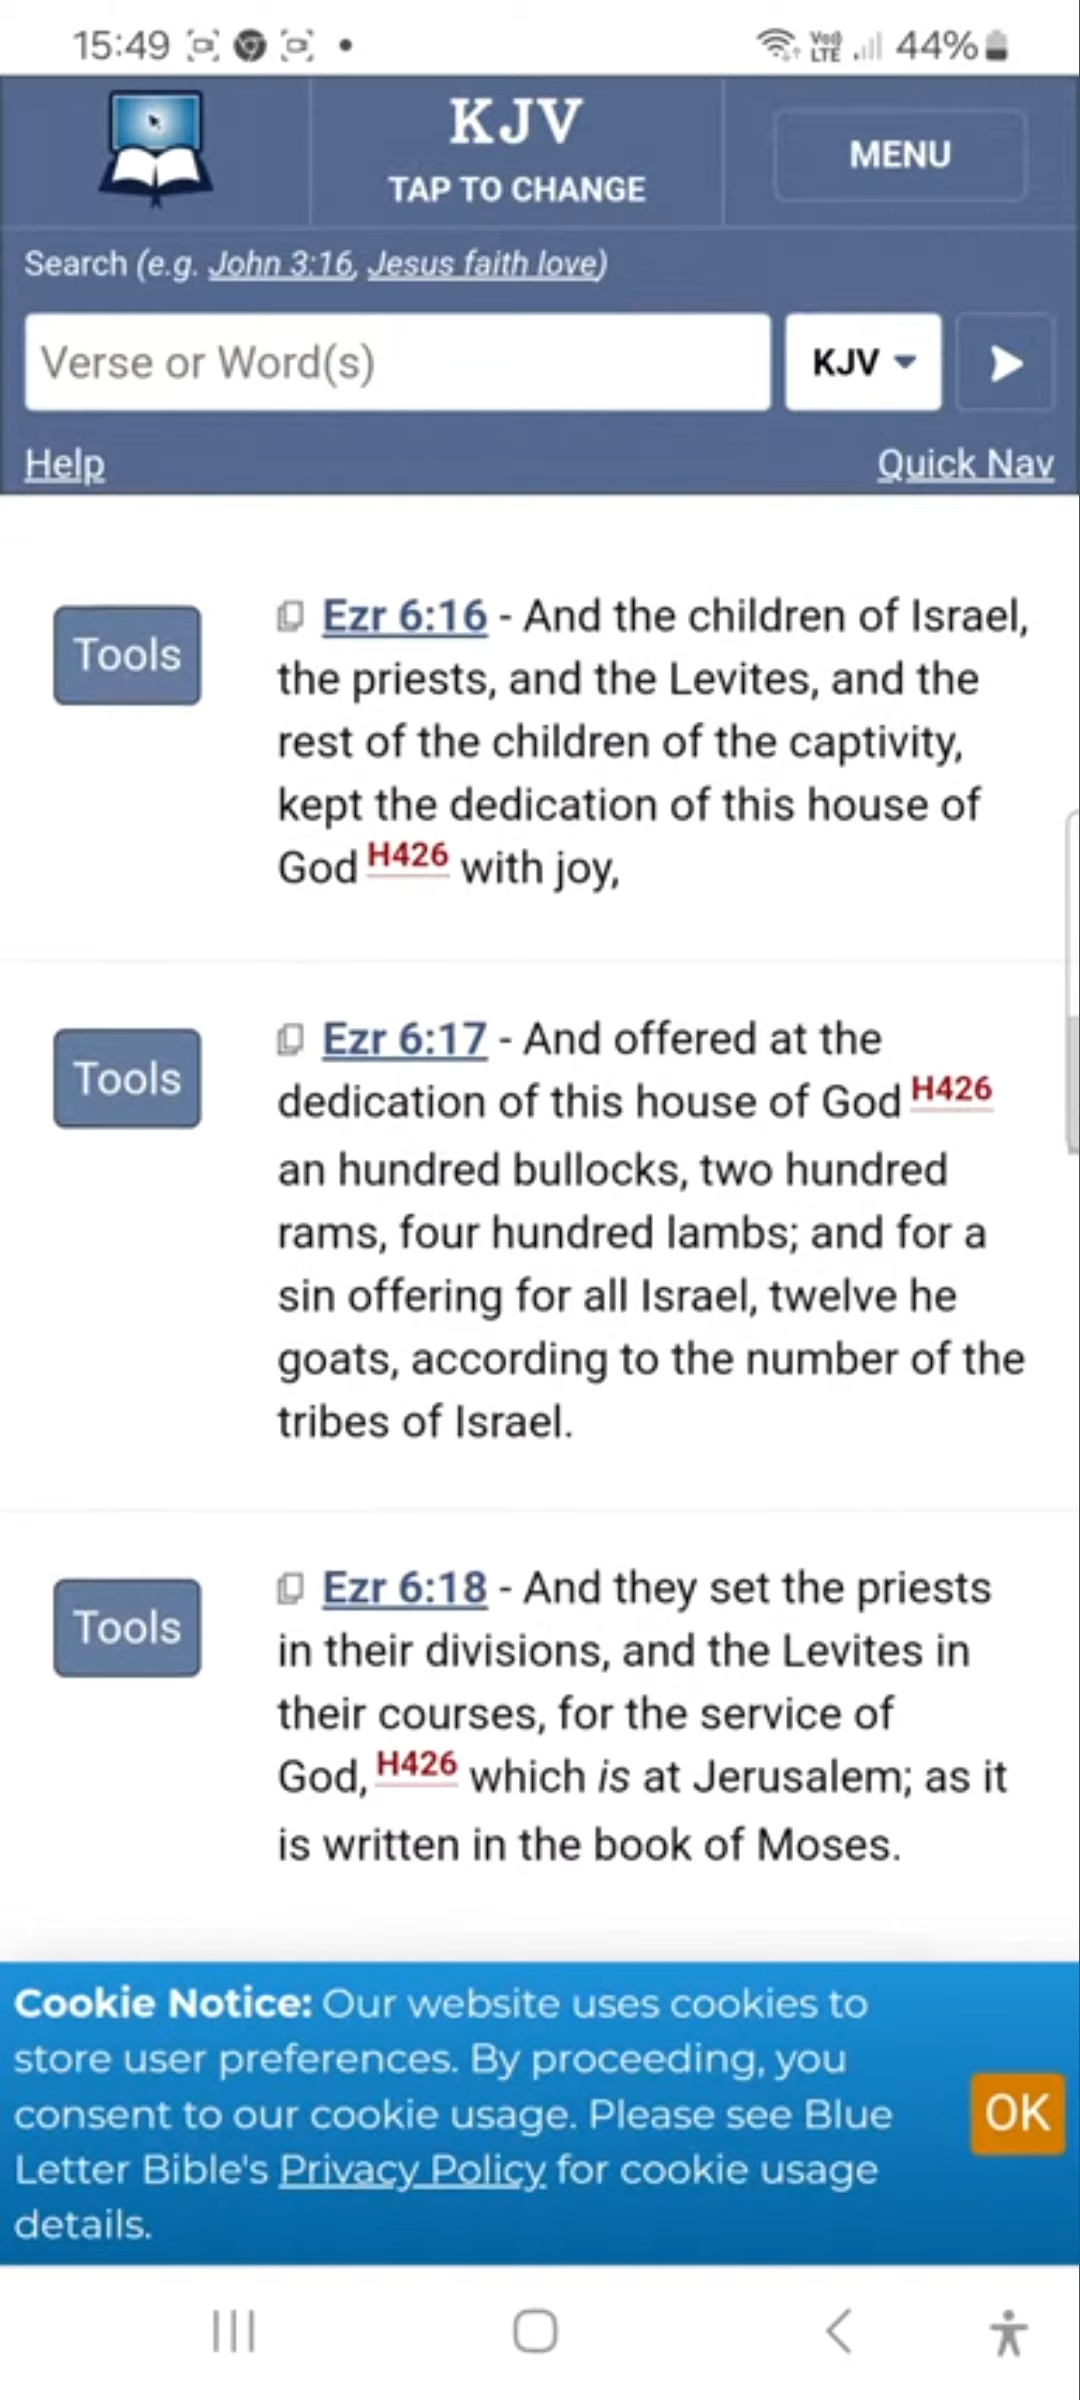 15:49 VoD LTE 44%
KJV
TAP TO CHANGE
MENU
Search (e.g. John 3:16, Jesus faith love)
Verse or Word(s)
KJV
Help
Quick Nav
Tools
Ezr 6:16 - And the children of Israel,
the priests, and the Levites, and the
rest of the children of the captivity,
kept the dedication of this house of
God H426 with joy,
Tools
Ezr 6:17 - And offered at the
dedication of this house of God H426
an hundred bullocks, two hundred
rams, four hundred lambs; and for a
sin offering for all Israel, twelve he
goats, according to the number of the
tribes of Israel.
Tools
Ezr 6:18 - And they set the priests
in their divisions, and the Levites in
their courses, for the service of
God, H426 which is at Jerusalem; as it
is written in the book of Moses.
Cookie Notice: Our website uses cookies to
store user preferences. By proceeding, you
consent to our cookie usage. Please see Blue
Letter Bible's Privacy Policy for cookie usage
details.
OK